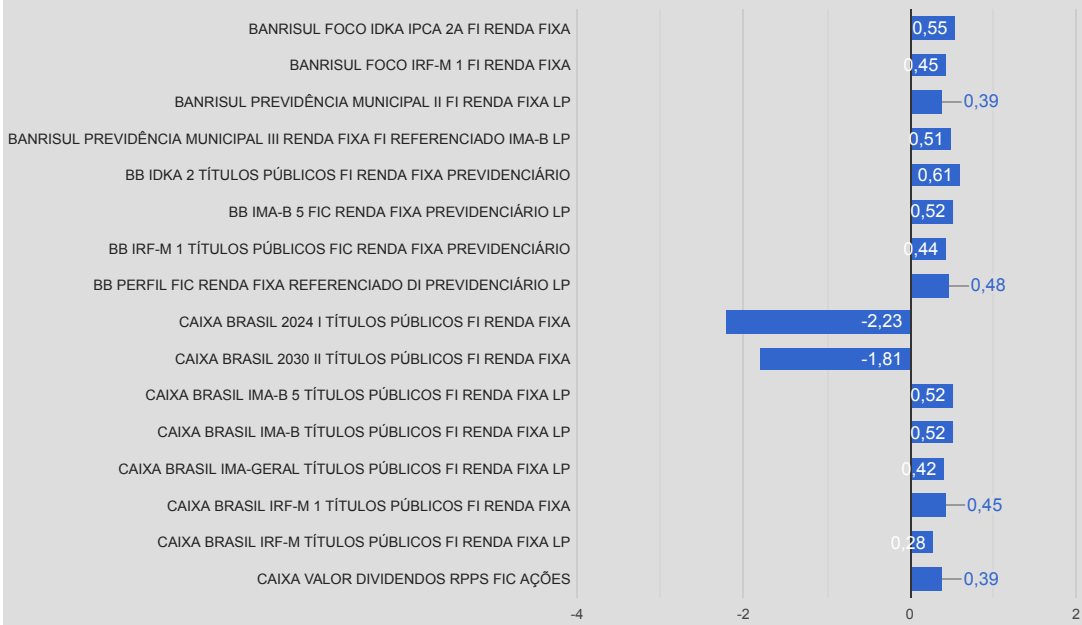 BANRISUL FOCO IDKA IPCA 2A FI RENDA FIXA 0,55
BANRISUL FOCO IRF-M 1 FI RENDA FIXA 0,45
BANRISUL PREVIDÊNCIA MUNICIPAL II FI RENDA FIXA LP 0,39
BANRISUL PREVIDÊNCIA MUNICIPAL III RENDA FIXA FI REFERENCIADO IMA-B LP 0,51
BB IDKA 2 TÍTULOS PÚBLICOS FI RENDA FIXA PREVIDENCIÁRIO 0,61
BB IMA-B 5 FIC RENDA FIXA PREVIDENCIÁRIO LP 0,52
BB IRF-M 1 TÍTULOS PÚBLICOS FIC RENDA FIXA PREVIDENCIÁRIO 0,44
BB PERFIL FIC RENDA FIXA REFERENCIADO DI PREVIDENCIÁRIO LP 0,48
CAIXA BRASIL 2024 I TÍTULOS PÚBLICOS FI RENDA FIXA -2,23
CAIXA BRASIL 2030 II TÍTULOS PÚBLICOS FI RENDA FIXA -1,81
CAIXA BRASIL IMA-B 5 TÍTULOS PÚBLICOS FI RENDA FIXA LP 0,52
CAIXA BRASIL IMA-B TÍTULOS PÚBLICOS FI RENDA FIXA LP 0,52
CAIXA BRASIL IMA-GERAL TÍTULOS PÚBLICOS FI RENDA FIXA LP 0,42
CAIXA BRASIL IRF-M 1 TÍTULOS PÚBLICOS FI RENDA FIXA 0,45
CAIXA BRASIL IRF-M TÍTULOS PÚBLICOS FI RENDA FIXA LP 0,28
CAIXA VALOR DIVIDENDOS RPPS FIC AÇÕES 0,39
-4 -2 0 2